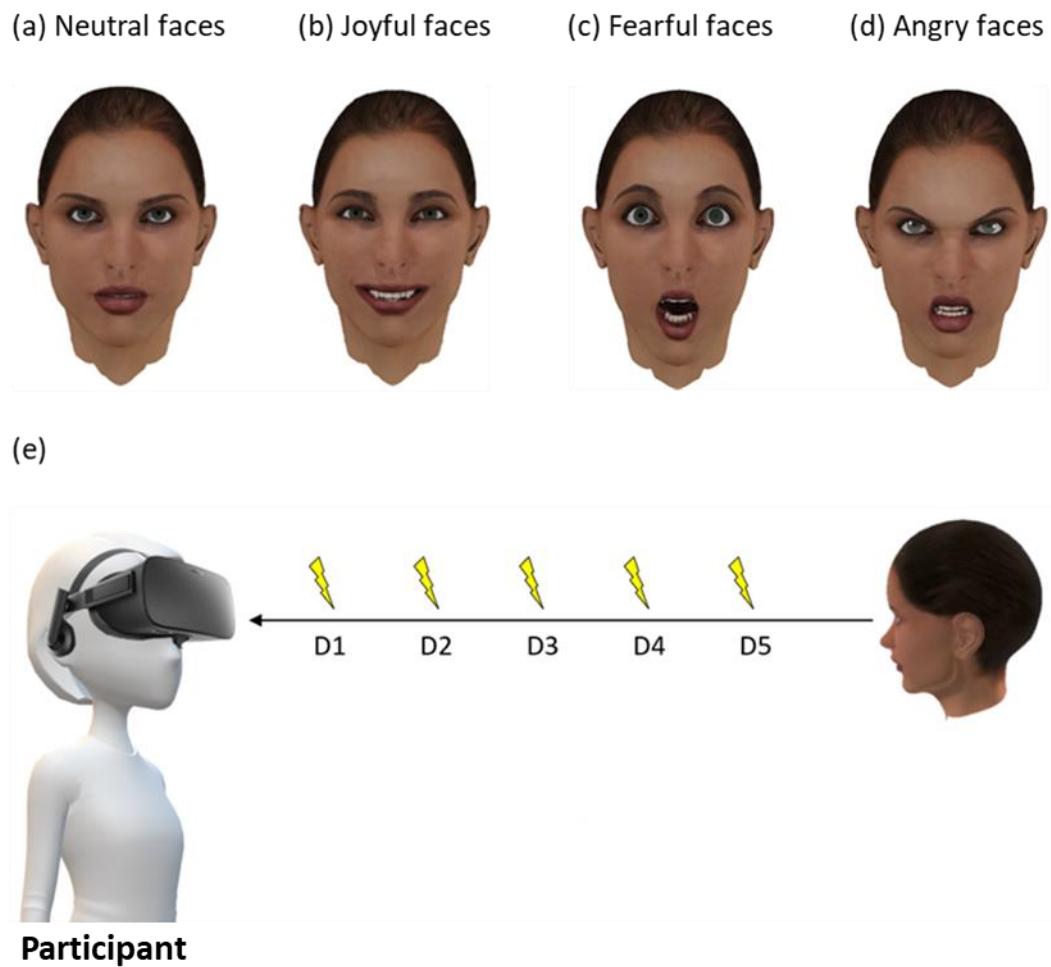 (a) Neutral faces (b) Joyful faces (c) Fearful faces (d) Angry faces
(e)
D1 D2 D3 D4 D5
Participant